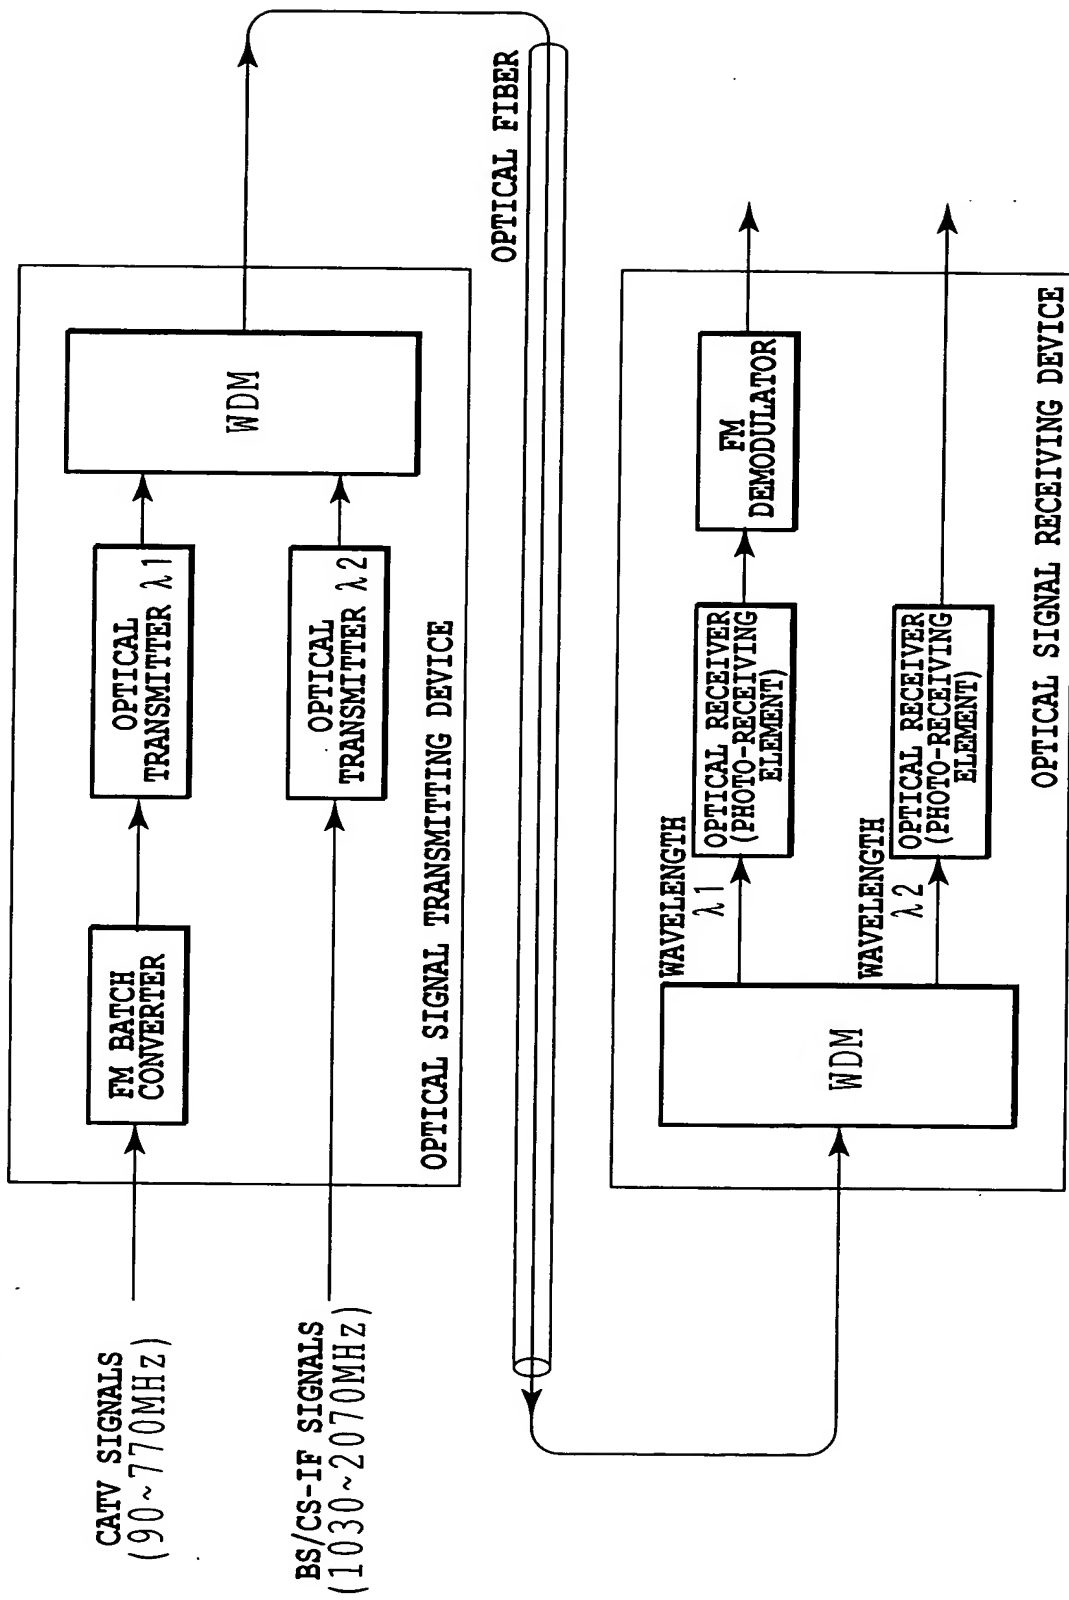 CATV SIGNALS
(90~770MHz)
BS/CS-IF SIGNALS
(1030~2070MHz)
FM BATCH
CONVERTER
OPTICAL
TRANSMITTER λ1
OPTICAL
TRANSMITTER λ2
WDM
OPTICAL SIGNAL TRANSMITTING DEVICE
OPTICAL FIBER
WDM
WAVELENGTH
λ1
OPTICAL RECEIVER
(PHOTO-RECEIVING
ELEMENT)
FM
DEMODULATOR
WAVELENGTH
λ2
OPTICAL RECEIVER
(PHOTO-RECEIVING
ELEMENT)
OPTICAL SIGNAL RECEIVING DEVICE